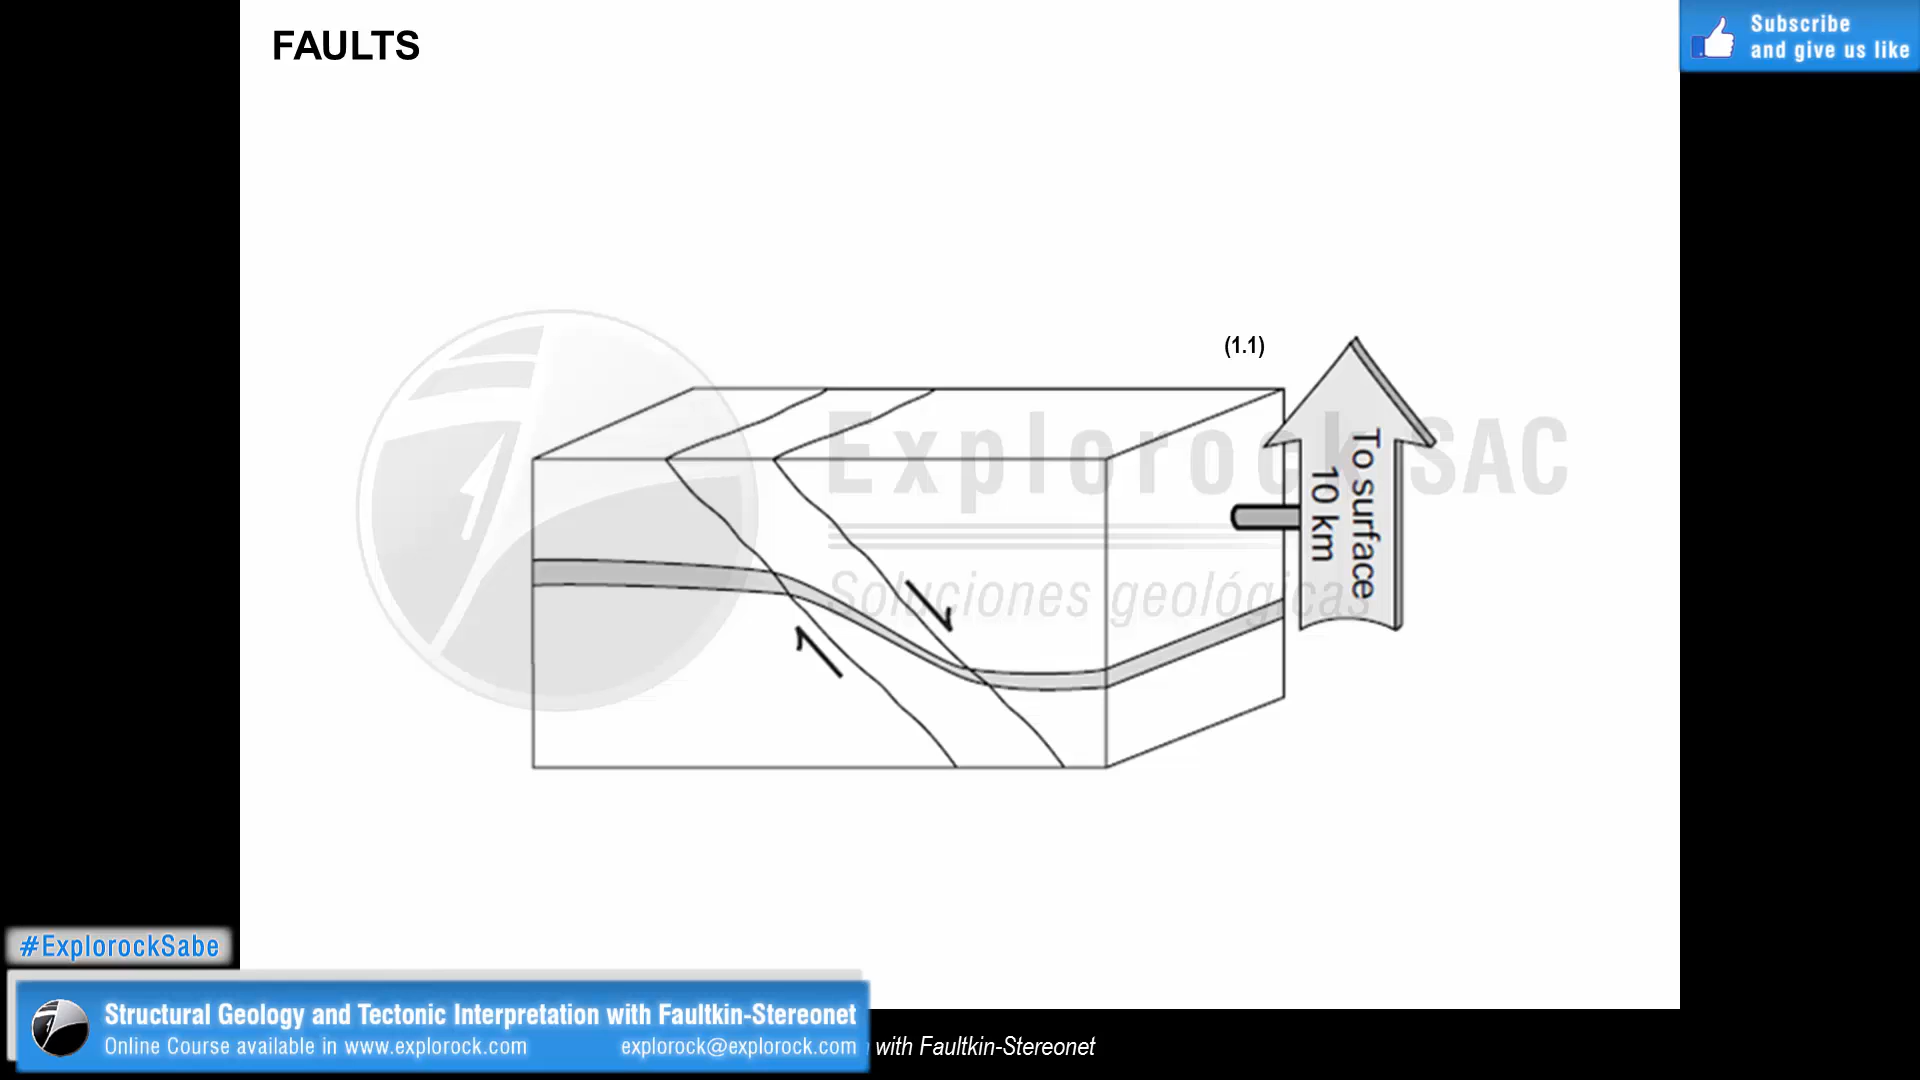 FAULTS
Subscribe
and give us like
(1.1)
To surface
10 km
Explorock SAC
Soluciones geológicas
#ExplorockSabe
Structural Geology and Tectonic Interpretation with Faultkin-Stereonet
Online Course available in www.explorock.com explorock@explorock.com
with Faultkin-Stereonet